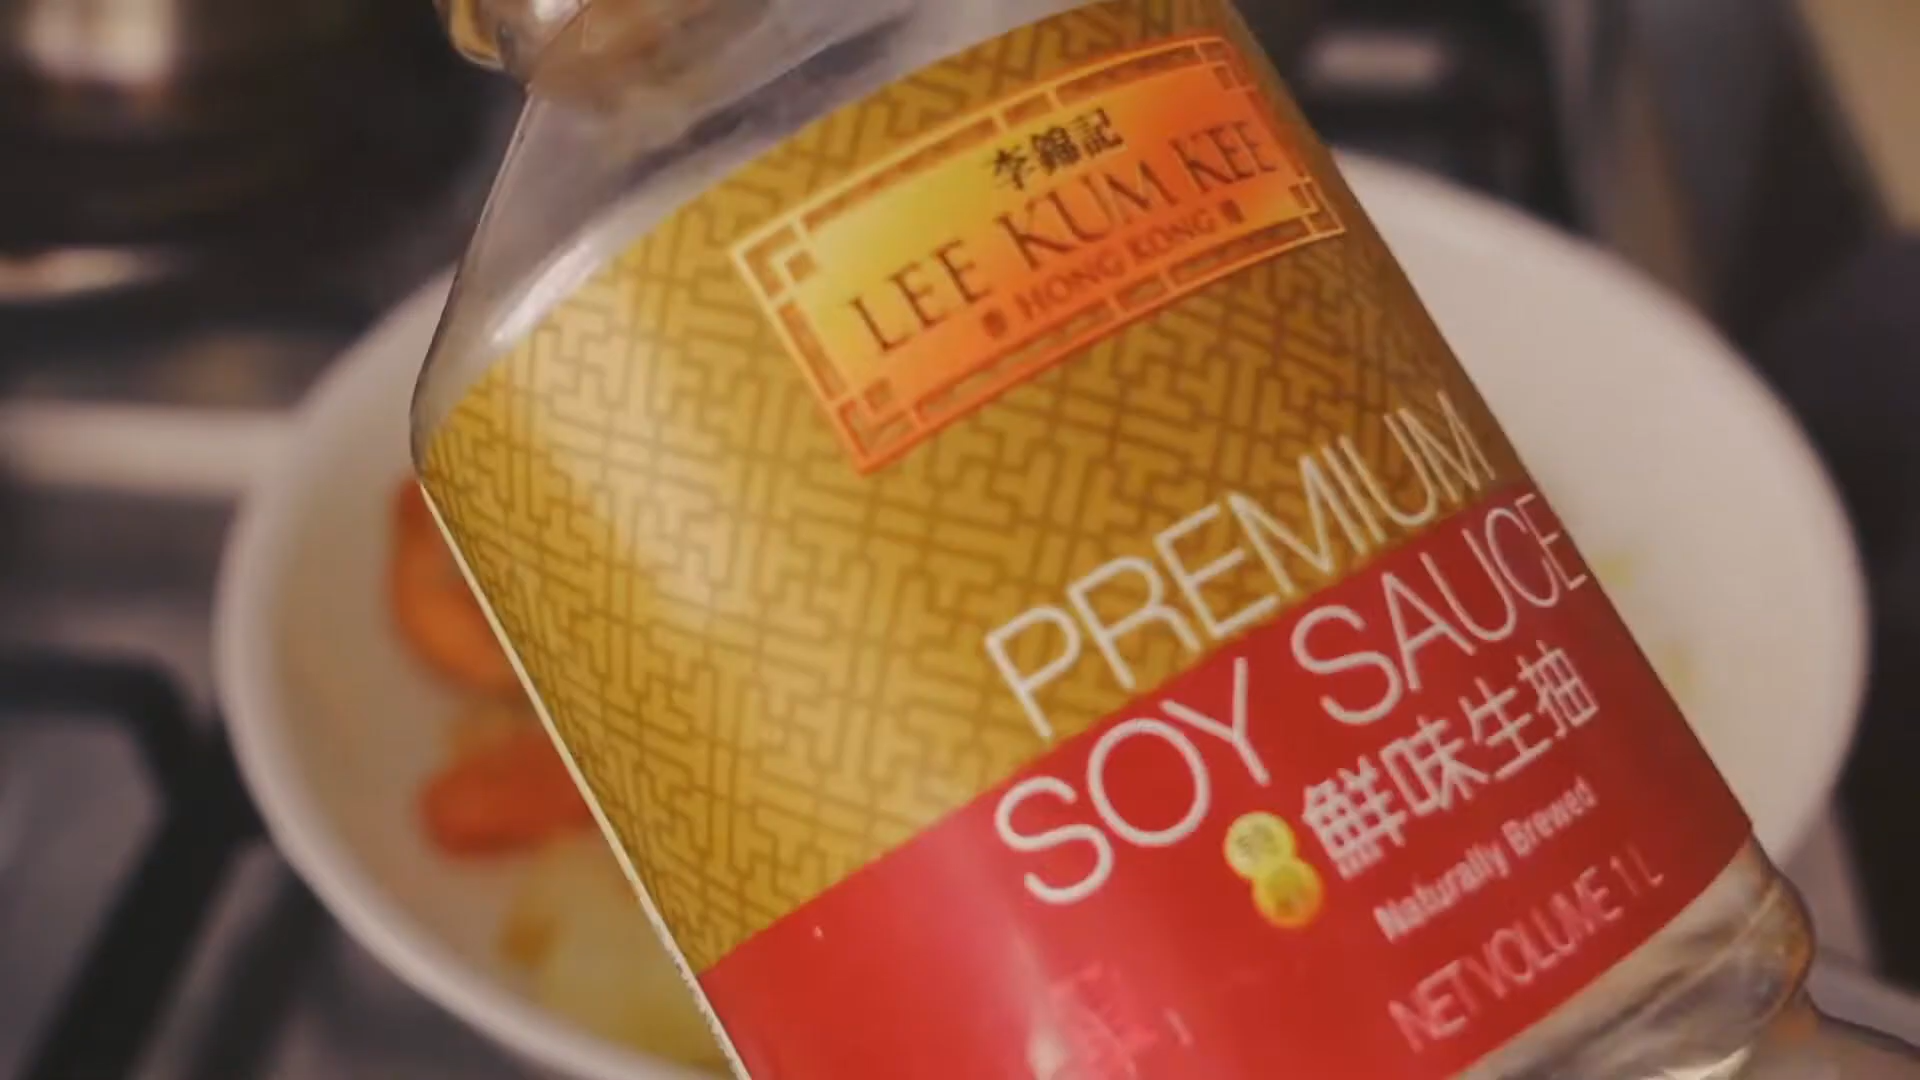 李錦記
LEE KUM KEE
HONG KONG
PREMIUM
SOY SAUCE
鮮味生抽
Naturally Brewed
NET VOLUME 1 L